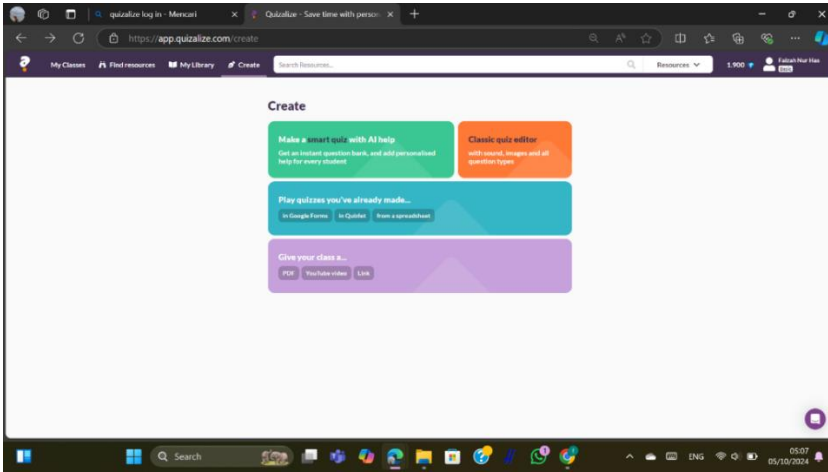 quizalize log in - Mencari
Quizalize - Save time with person
https://app.quizalize.com/create
My Classes
Find resources
My Library
Create
Search Resources...
Resources
1.900
Faizah Nur Has
Basic
Create
Make a smart quiz with AI help
Get an instant question bank, and add personalised
help for every student
Classic quiz editor
with sound, images and all
question types
Play quizzes you've already made...
in Google Forms
in Quizlet
from a spreadsheet
Give your class a...
PDF
YouTube video
Link
Search
ENG
05:07
05/10/2024